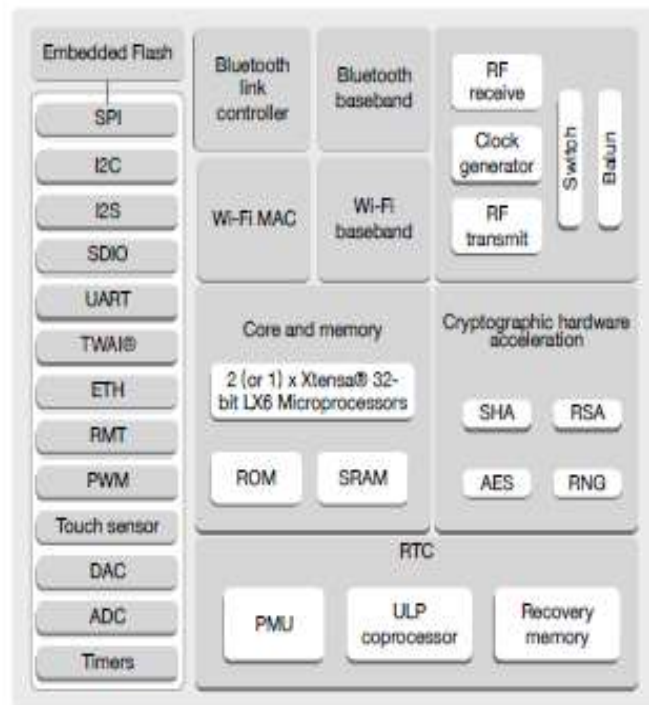 Embedded Flash
SPI
I2C
I2S
SDIO
UART
TWAI®
ETH
RMT
PWM
Touch sensor
DAC
ADC
Timers
Bluetooth
link
controller
Bluetooth
baseband
Wi-Fi MAC
Wi-Fi
baseband
RF
receive
Clock
generator
RF
transmit
Switch
Balun
Core and memory
2 (or 1) x Xtensa® 32-
bit LX6 Microprocessors
ROM
SRAM
Cryptographic hardware
acceleration
SHA
RSA
AES
RNG
RTC
PMU
ULP
coprocessor
Recovery
memory